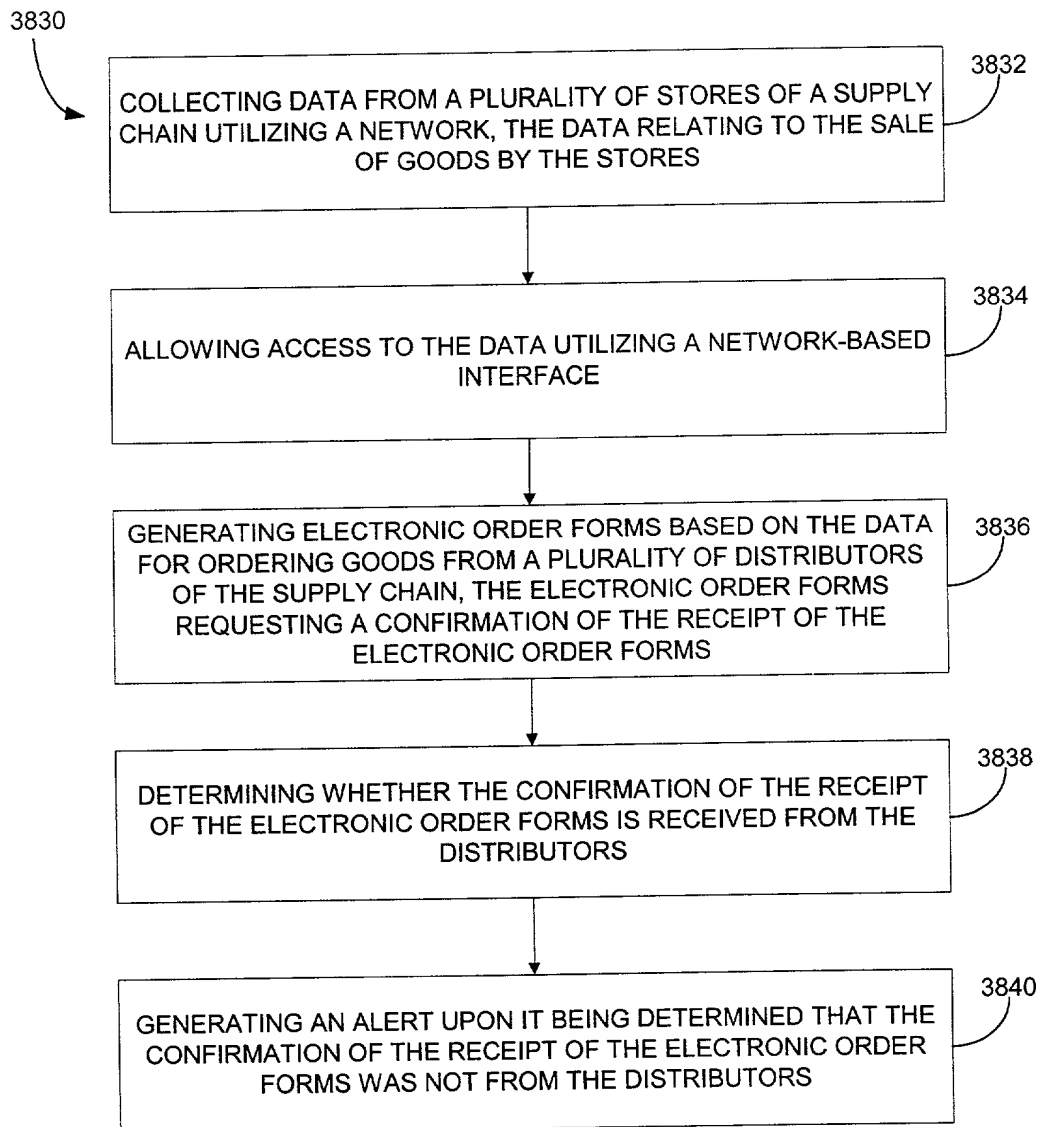 3830
3832
COLLECTING DATA FROM A PLURALITY OF STORES OF A SUPPLY
CHAIN UTILIZING A NETWORK, THE DATA RELATING TO THE SALE
OF GOODS BY THE STORES
3834
ALLOWING ACCESS TO THE DATA UTILIZING A NETWORK-BASED
INTERFACE
3836
GENERATING ELECTRONIC ORDER FORMS BASED ON THE DATA
FOR ORDERING GOODS FROM A PLURALITY OF DISTRIBUTORS
OF THE SUPPLY CHAIN, THE ELECTRONIC ORDER FORMS
REQUESTING A CONFIRMATION OF THE RECEIPT OF THE
ELECTRONIC ORDER FORMS
3838
DETERMINING WHETHER THE CONFIRMATION OF THE RECEIPT
OF THE ELECTRONIC ORDER FORMS IS RECEIVED FROM THE
DISTRIBUTORS
3840
GENERATING AN ALERT UPON IT BEING DETERMINED THAT THE
CONFIRMATION OF THE RECEIPT OF THE ELECTRONIC ORDER
FORMS WAS NOT FROM THE DISTRIBUTORS